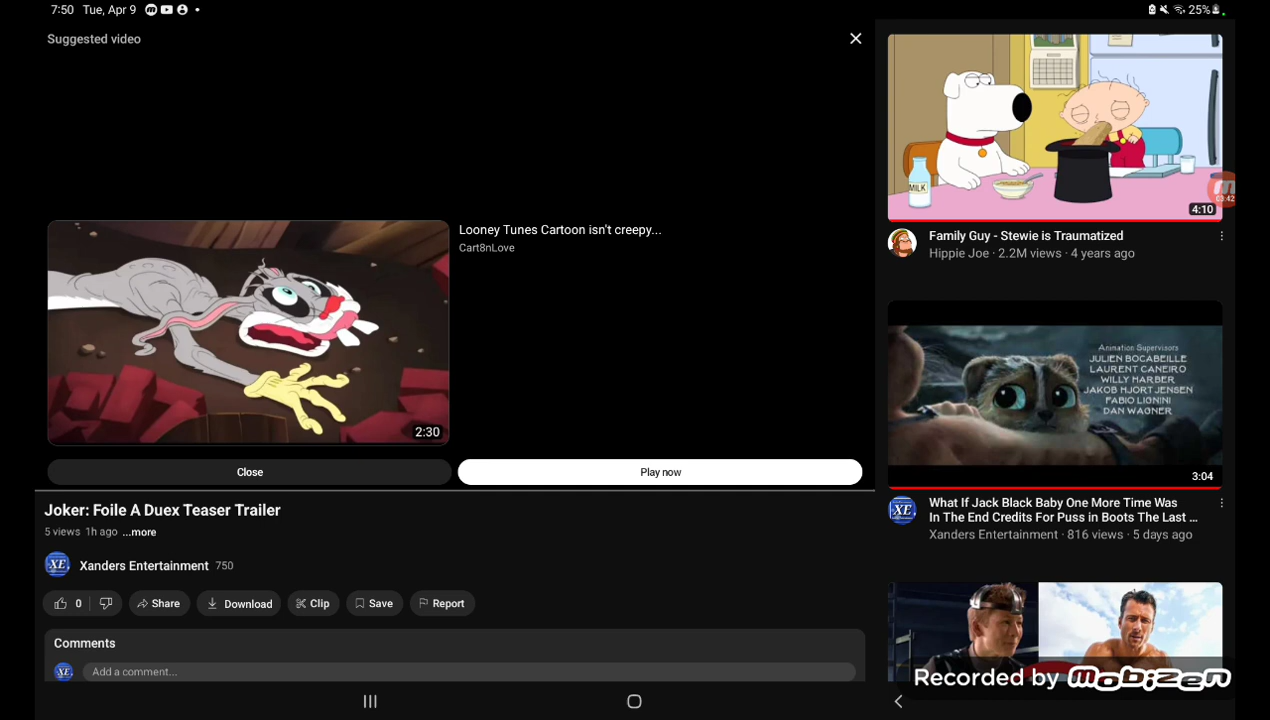 7:50 Tue, Apr 9
25%
Suggested video
Looney Tunes Cartoon isn't creepy...
Cart8nLove
2:30
Close
Play now
Joker: Foile A Duex Teaser Trailer
5 views 1h ago ...more
XE
Xanders Entertainment 750
0
Share
Download
Clip
Save
Report
Comments
XE
Add a comment...
MILK
4:10
03:42
Family Guy - Stewie is Traumatized
Hippie Joe · 2.2M views · 4 years ago
Animation Supervisors
JULIEN BOCABEILLE
LAURENT CANEIRO
WILLY HARBER
JAKOB HJORT JENSEN
FABIO LIGNINI
DAN WAGNER
3:04
XE
What If Jack Black Baby One More Time Was
In The End Credits For Puss in Boots The Last ...
Xanders Entertainment · 816 views · 5 days ago
Recorded by mobizen